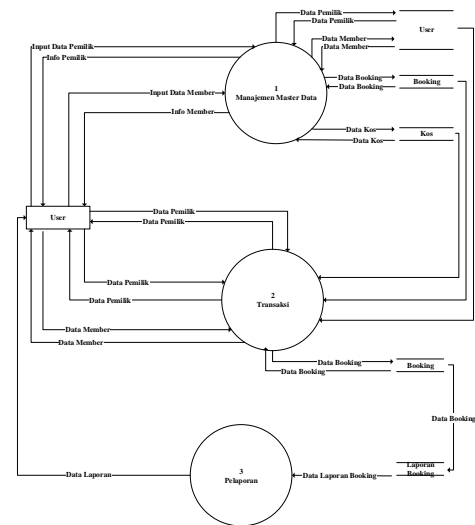 Data Pemilik
Data Pemilik
User
Input Data Pemilik
Data Member
Data Member
Info Pemilik
1
Manajemen Master Data
Data Booking
Booking
Data Booking
Input Data Member
Info Member
Data Kos
Kos
Data Kos
User
Data Pemilik
Data Pemilik
Data Pemilik
2
Transaksi
Data Pemilik
Data Member
Data Member
Data Booking
Booking
Data Booking
Data Booking
3
Pelaporan
Laporan
Booking
Data Laporan
Data Laporan Booking